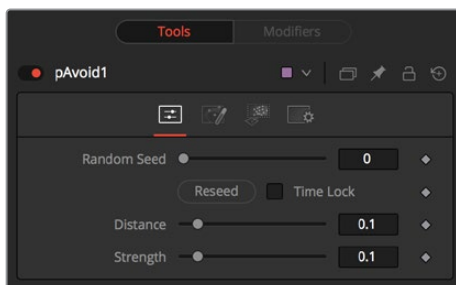 Tools Modifiers
pAvoid1
Random Seed 0
Reseed Time Lock
Distance 0.1
Strength 0.1